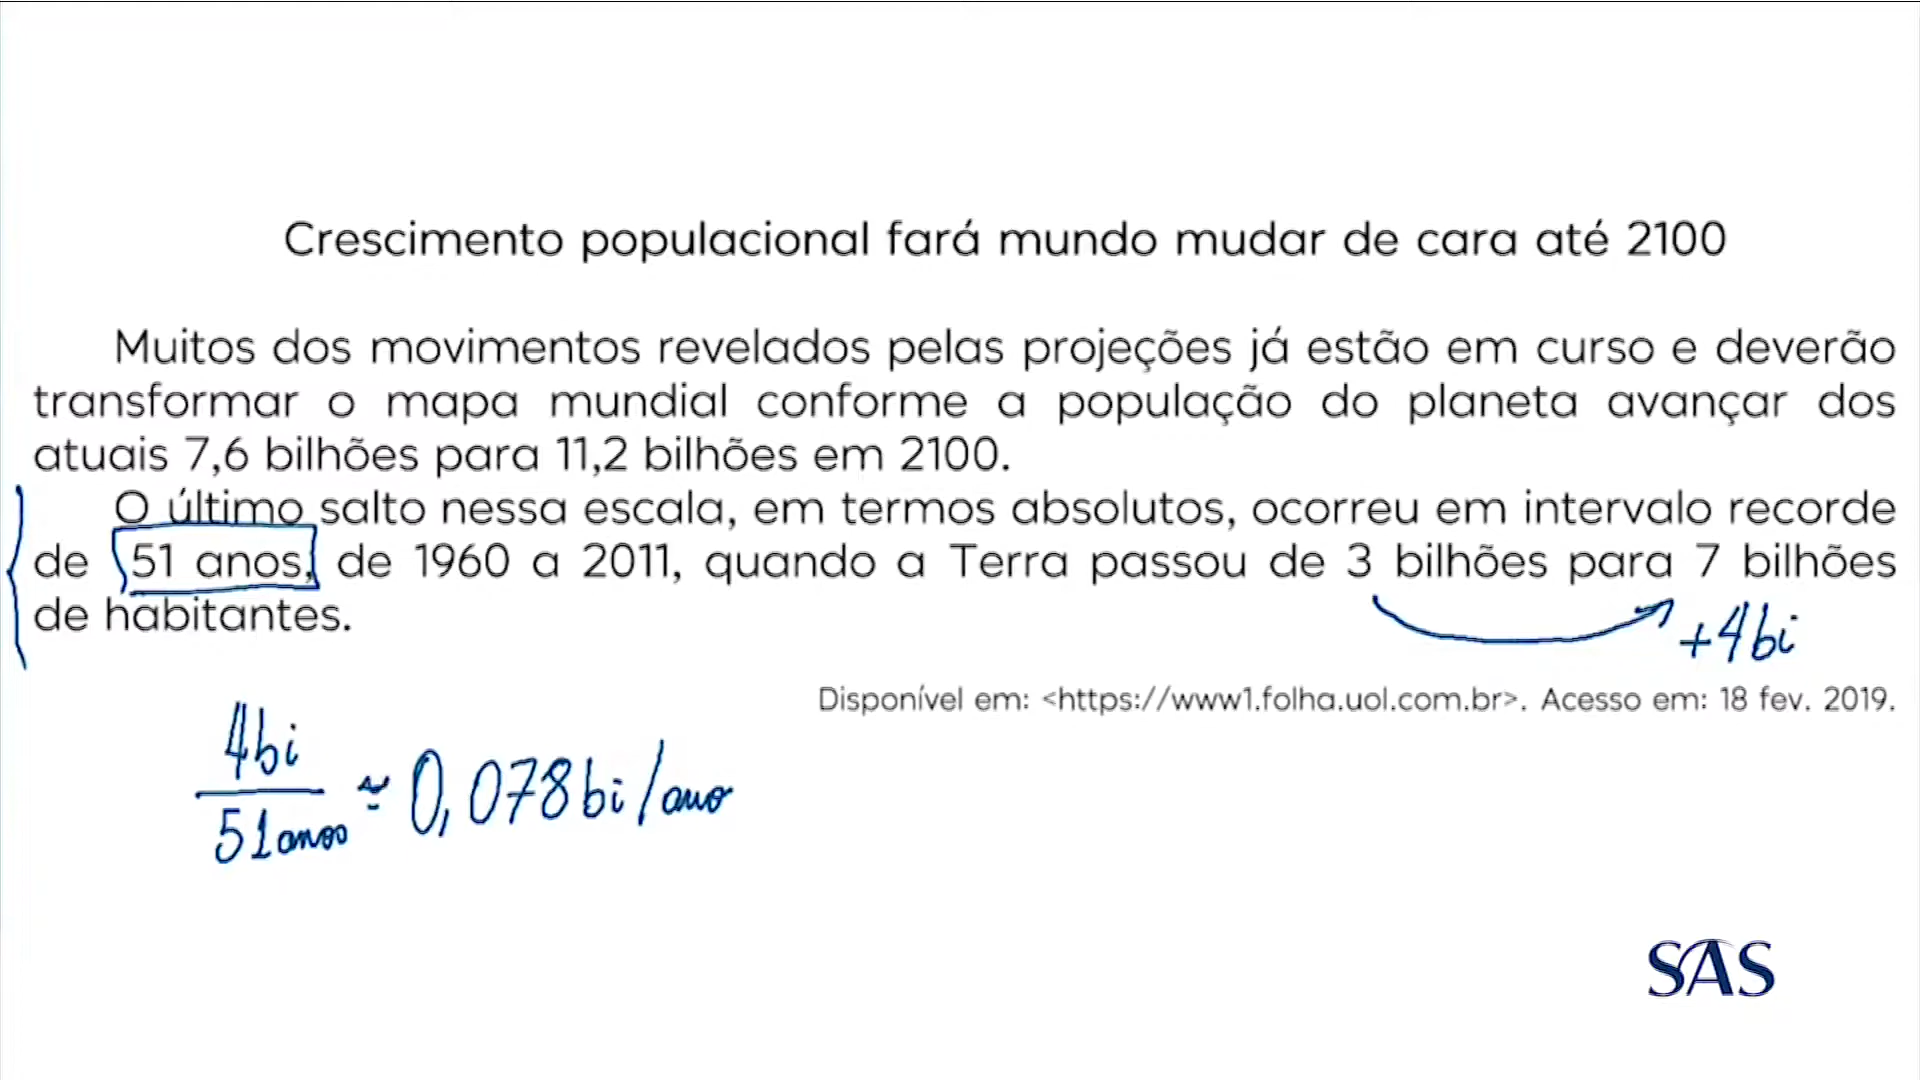 Crescimento populacional fará mundo mudar de cara até 2100
Muitos dos movimentos revelados pelas projeções já estão em curso e deverão
transformar o mapa mundial conforme a população do planeta avançar dos
atuais 7,6 bilhões para 11,2 bilhões em 2100.
O último salto nessa escala, em termos absolutos, ocorreu em intervalo recorde
de 51 anos, de 1960 a 2011, quando a Terra passou de 3 bilhões para 7 bilhões
de habitantes.
+4bi
Disponível em: <https://www1.folha.uol.com.br>. Acesso em: 18 fev. 2019.
4bi
51anos ≈ 0,078bi/ano
SAS